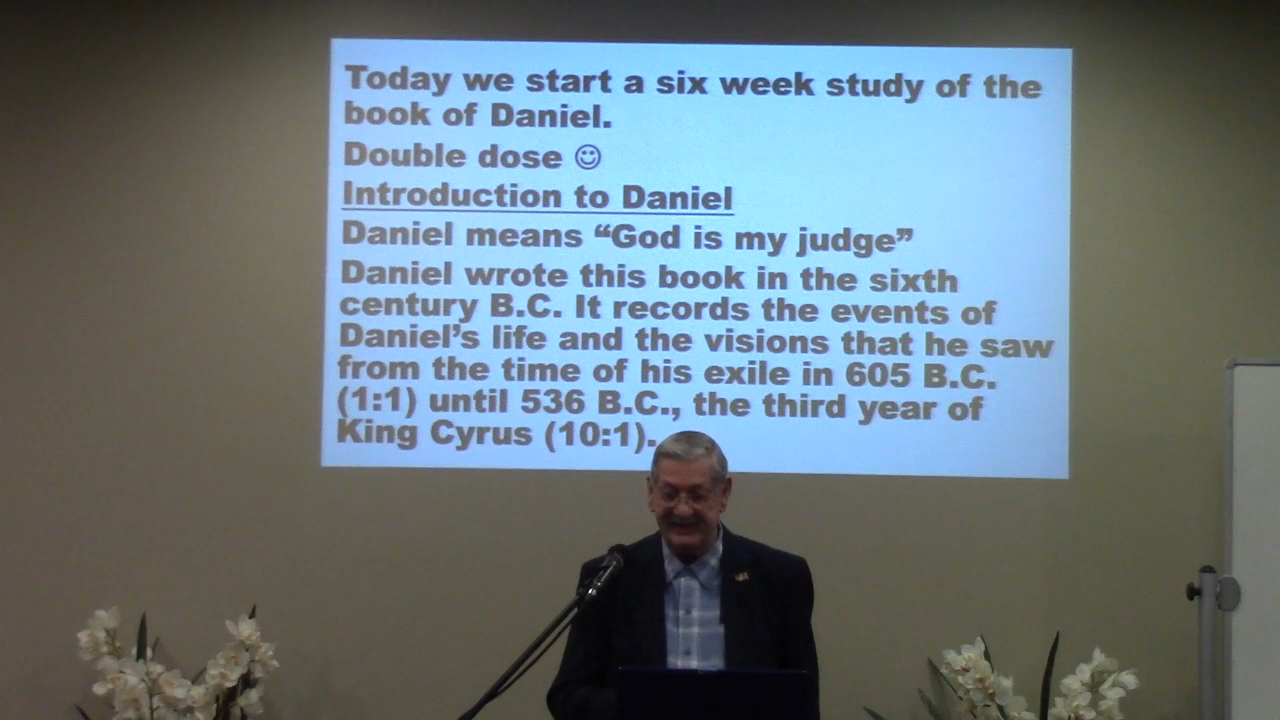 Today we start a six week study of the
book of Daniel.
Double dose ☺
Introduction to Daniel
Daniel means “God is my judge”
Daniel wrote this book in the sixth
century B.C. It records the events of
Daniel’s life and the visions that he saw
from the time of his exile in 605 B.C.
(1:1) until 536 B.C., the third year of
King Cyrus (10:1).